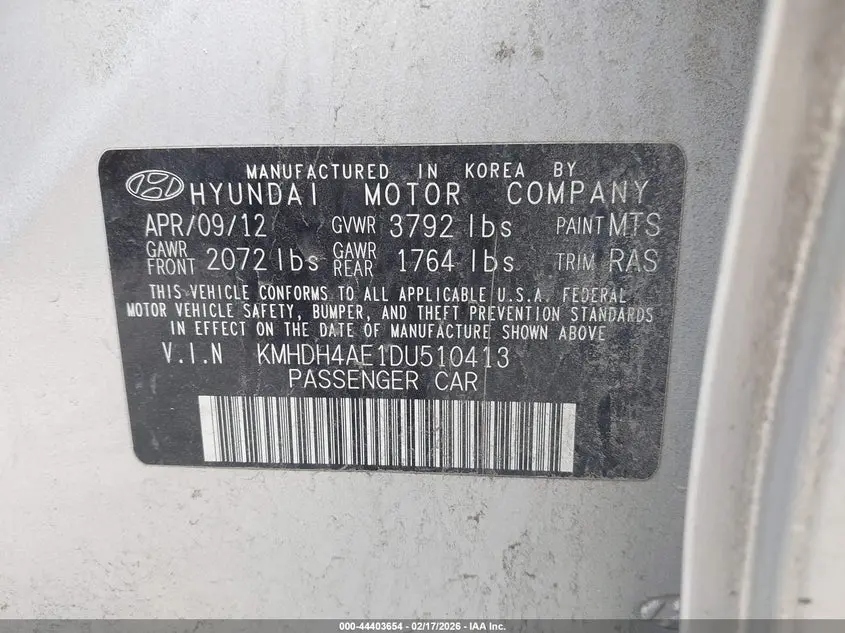 MANUFACTURED IN KOREA BY
HYUNDAI MOTOR COMPANY
APR/09/12 GVWR 3792 lbs PAINT MTS
GAWR FRONT 2072 lbs GAWR REAR 1764 lbs TRIM RAS
THIS VEHICLE CONFORMS TO ALL APPLICABLE U.S.A. FEDERAL
MOTOR VEHICLE SAFETY, BUMPER, AND THEFT PREVENTION STANDARDS
IN EFFECT ON THE DATE OF MANUFACTURE SHOWN ABOVE
V.I.N KMHDH4AE1DU510413
PASSENGER CAR
000-44403654 - 02/17/2026 - IAA Inc.